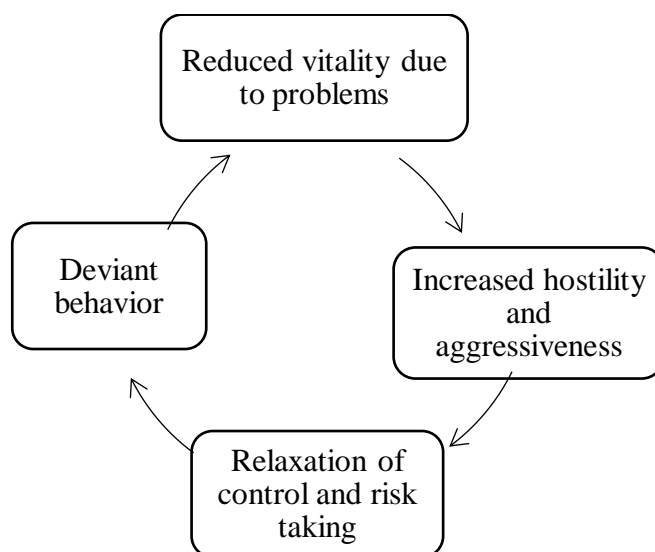 Reduced vitality due
to problems
Increased hostility
and
aggressiveness
Relaxation of
control and risk
taking
Deviant
behavior